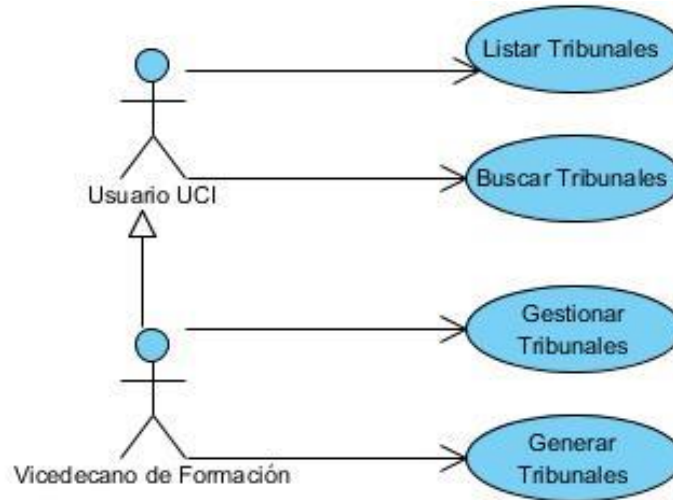 Listar Tribunales
Usuario UCI
Buscar Tribunales
Gestionar
Tribunales
Vicedecano de Formación
Generar
Tribunales